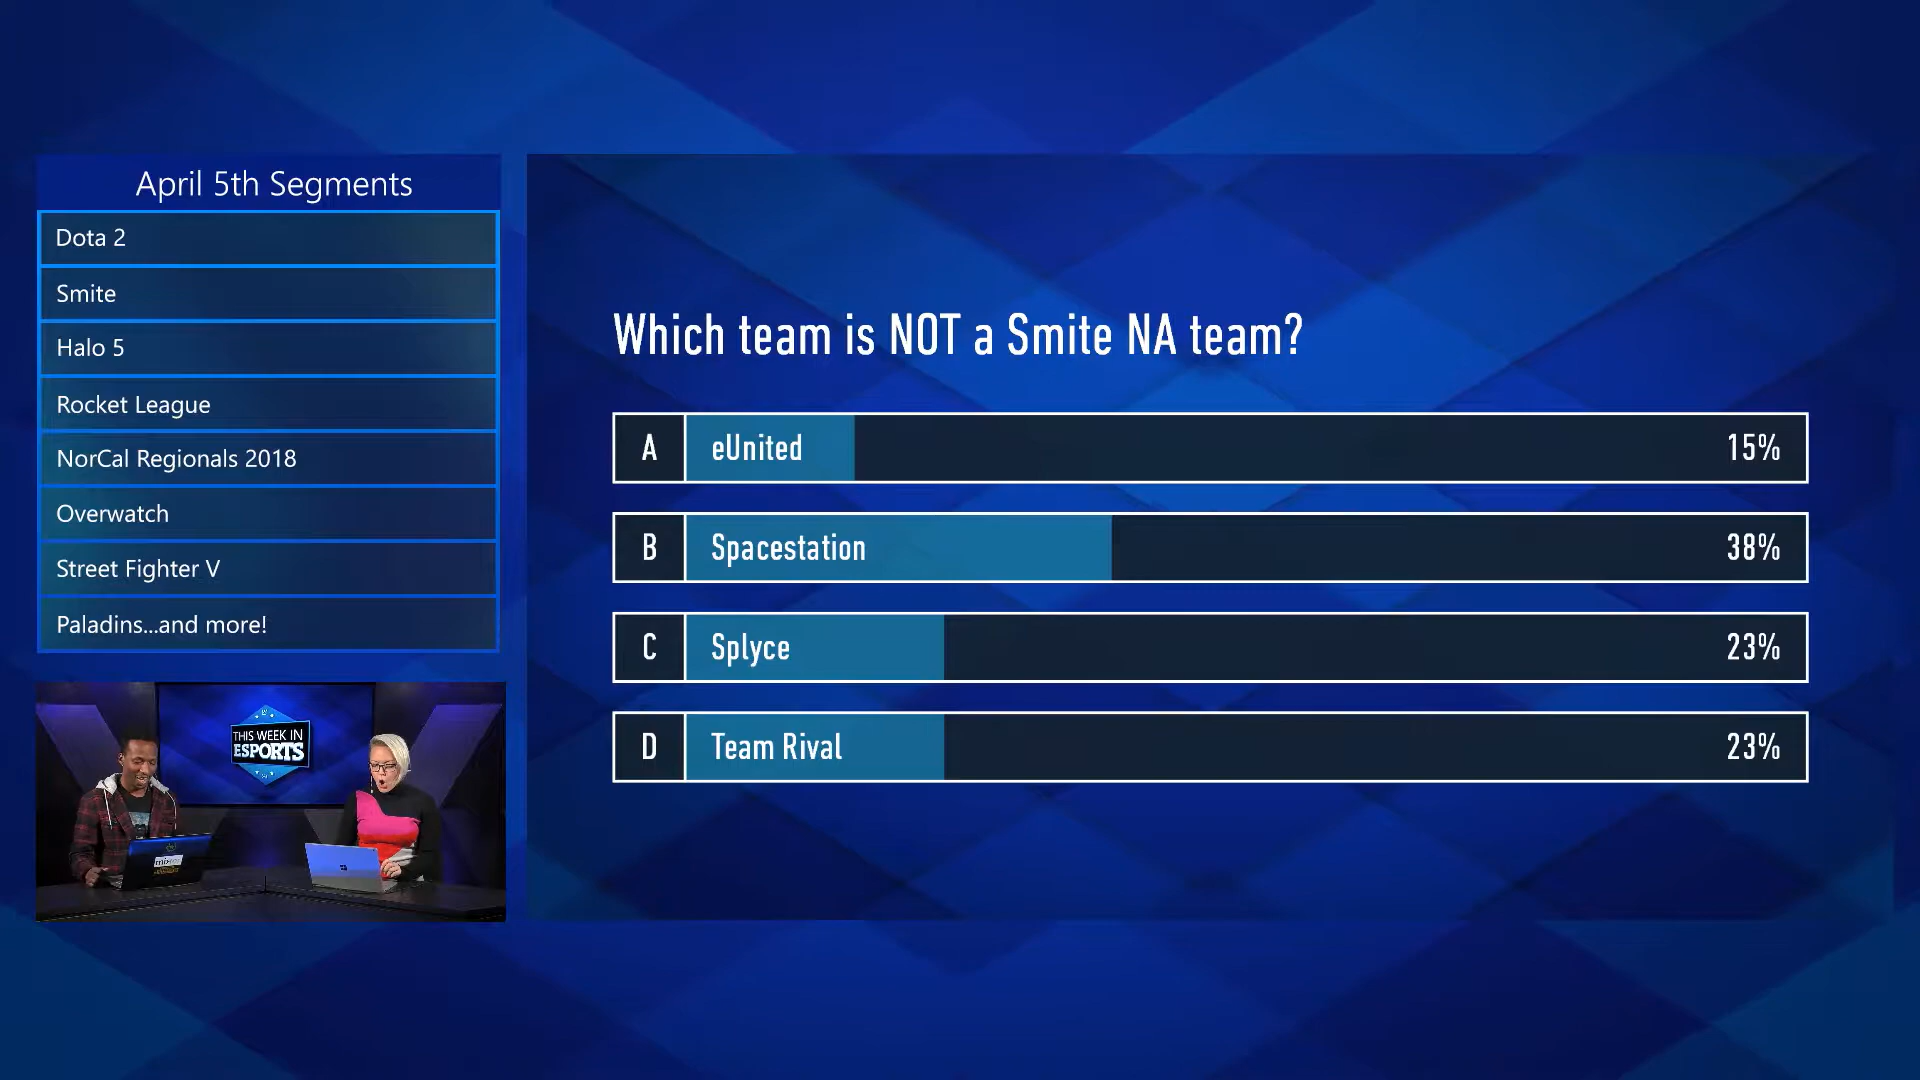 April 5th Segments
Dota 2
Smite
Halo 5
Rocket League
NorCal Regionals 2018
Overwatch
Street Fighter V
Paladins...and more!
THIS WEEK IN
ESPORTS
Which team is NOT a Smite NA team?
A eUnited 15%
B Spacestation 38%
C Splyce 23%
D Team Rival 23%